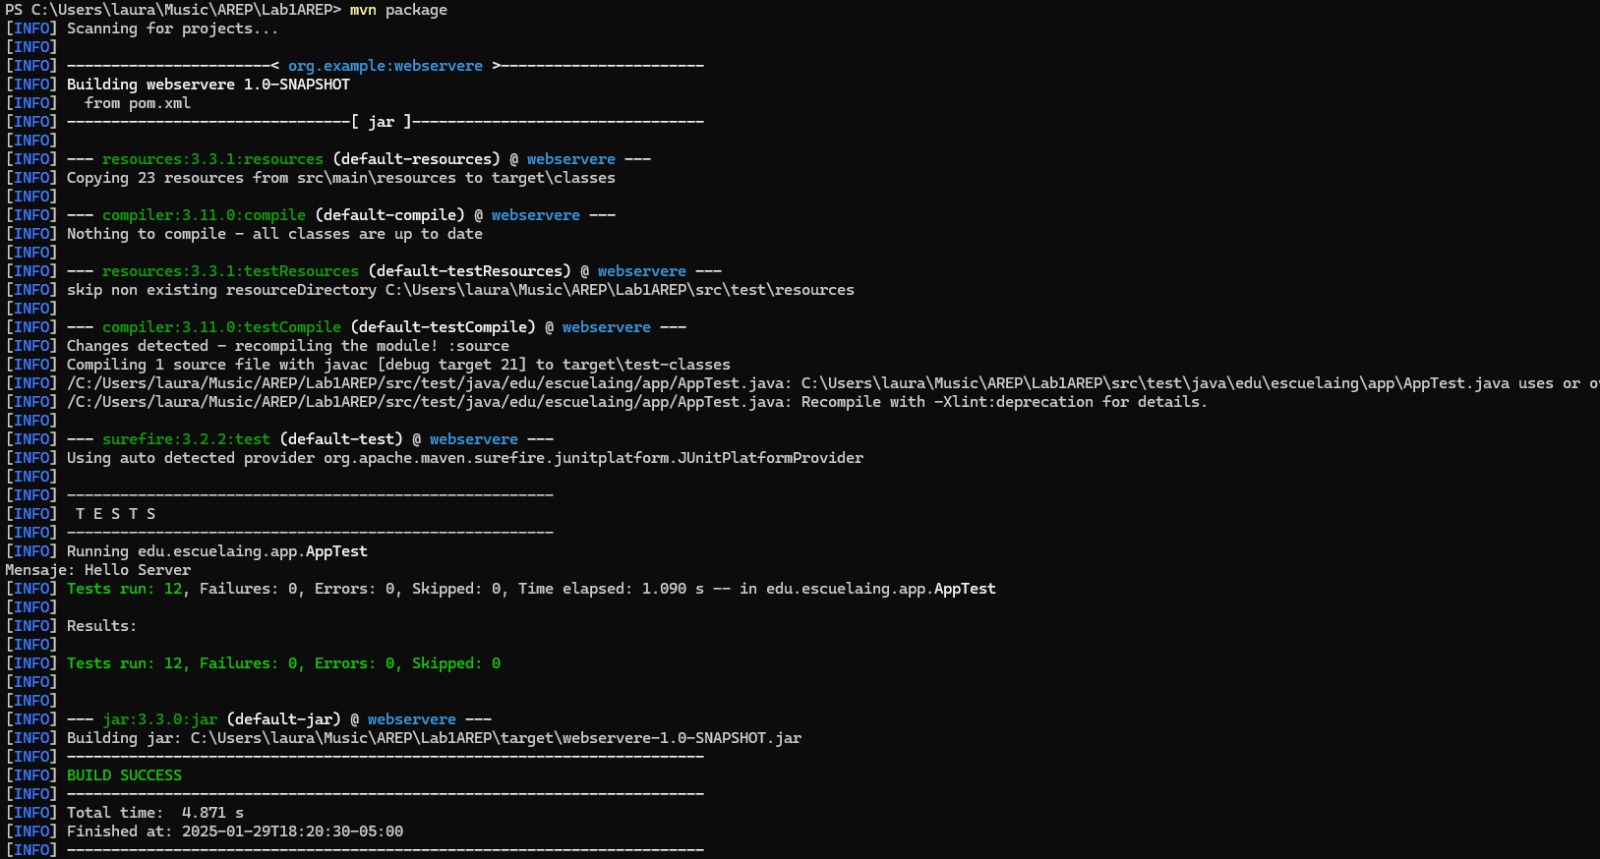 PS C:\Users\laura\Music\AREP\Lab1AREP> mvn package
[INFO] Scanning for projects...
[INFO]
[INFO] -----------------------< org.example:webservere >-----------------------
[INFO] Building webservere 1.0-SNAPSHOT
[INFO]   from pom.xml
[INFO] --------------------------------[ jar ]---------------------------------
[INFO]
[INFO] --- resources:3.3.1:resources (default-resources) @ webservere ---
[INFO] Copying 23 resources from src\main\resources to target\classes
[INFO]
[INFO] --- compiler:3.11.0:compile (default-compile) @ webservere ---
[INFO] Nothing to compile - all classes are up to date
[INFO]
[INFO] --- resources:3.3.1:testResources (default-testResources) @ webservere ---
[INFO] skip non existing resourceDirectory C:\Users\laura\Music\AREP\Lab1AREP\src\test\resources
[INFO]
[INFO] --- compiler:3.11.0:testCompile (default-testCompile) @ webservere ---
[INFO] Changes detected - recompiling the module! :source
[INFO] Compiling 1 source file with javac [debug target 21] to target\test-classes
[INFO] /C:/Users/laura/Music/AREP/Lab1AREP/src/test/java/edu/escuelaing/app/AppTest.java: C:\Users\laura\Music\AREP\Lab1AREP\src\test\java\edu\escuelaing\app\AppTest.java uses or
[INFO] /C:/Users/laura/Music/AREP/Lab1AREP/src/test/java/edu/escuelaing/app/AppTest.java: Recompile with -Xlint:deprecation for details.
[INFO]
[INFO] --- surefire:3.2.2:test (default-test) @ webservere ---
[INFO] Using auto detected provider org.apache.maven.surefire.junitplatform.JUnitPlatformProvider
[INFO]
[INFO] -------------------------------------------------------
[INFO]  T E S T S
[INFO] -------------------------------------------------------
[INFO] Running edu.escuelaing.app.AppTest
Mensaje: Hello Server
[INFO] Tests run: 12, Failures: 0, Errors: 0, Skipped: 0, Time elapsed: 1.090 s -- in edu.escuelaing.app.AppTest
[INFO]
[INFO] Results:
[INFO]
[INFO] Tests run: 12, Failures: 0, Errors: 0, Skipped: 0
[INFO]
[INFO]
[INFO] --- jar:3.3.0:jar (default-jar) @ webservere ---
[INFO] Building jar: C:\Users\laura\Music\AREP\Lab1AREP\target\webservere-1.0-SNAPSHOT.jar
[INFO] ------------------------------------------------------------------------
[INFO] BUILD SUCCESS
[INFO] ------------------------------------------------------------------------
[INFO] Total time:  4.871 s
[INFO] Finished at: 2025-01-29T18:20:30-05:00
[INFO] ------------------------------------------------------------------------